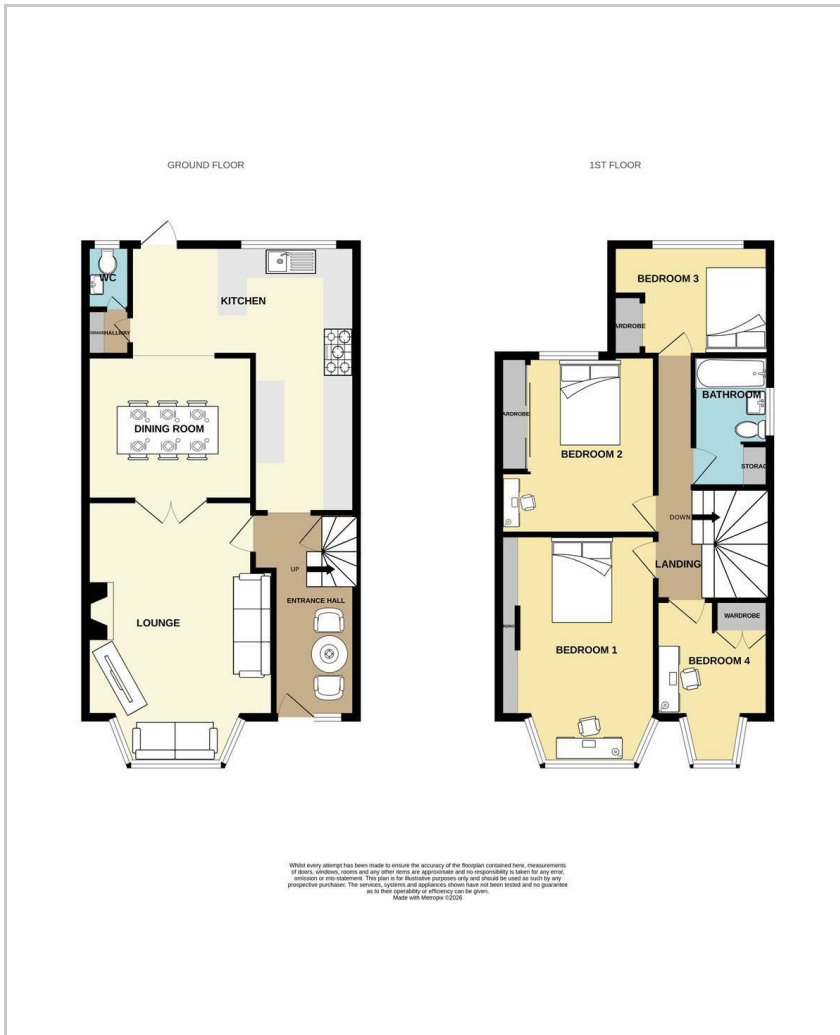 GROUND FLOOR
WC
KITCHEN
HALLWAY
DINING ROOM
LOUNGE
UP
ENTRANCE HALL
1ST FLOOR
BEDROOM 3
ARDROBE
BATHROOM
ARDROBE
BEDROOM 2
STORAG
DOWN
LANDING
WARDROBE
BEDROOM 1
BEDROOM 4
Whilst every attempt has been made to ensure the accuracy of the floorplan contained here, measurements
of doors, windows, rooms and any other items are approximate and no responsibility is taken for any error,
omission or mis-statement. This plan is for illustrative purposes only and should be used as such by any
prospective purchaser. The services, systems and appliances shown have not been tested and no guarantee
as to their operability or efficiency can be given.
Made with Metropix ©2026